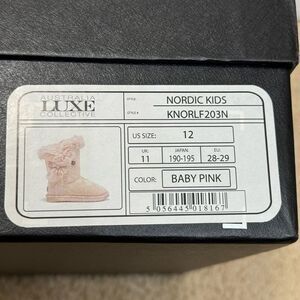 AUSTRALIA
LUXE
COLLECTIVE
STYLE:
NORDIC KIDS
STYLE#:
KNORLF203N
US SIZE:
12
UK:
11
JAPAN:
190-195
EU:
28-29
COLOR:
BABY PINK
5 056445 018167